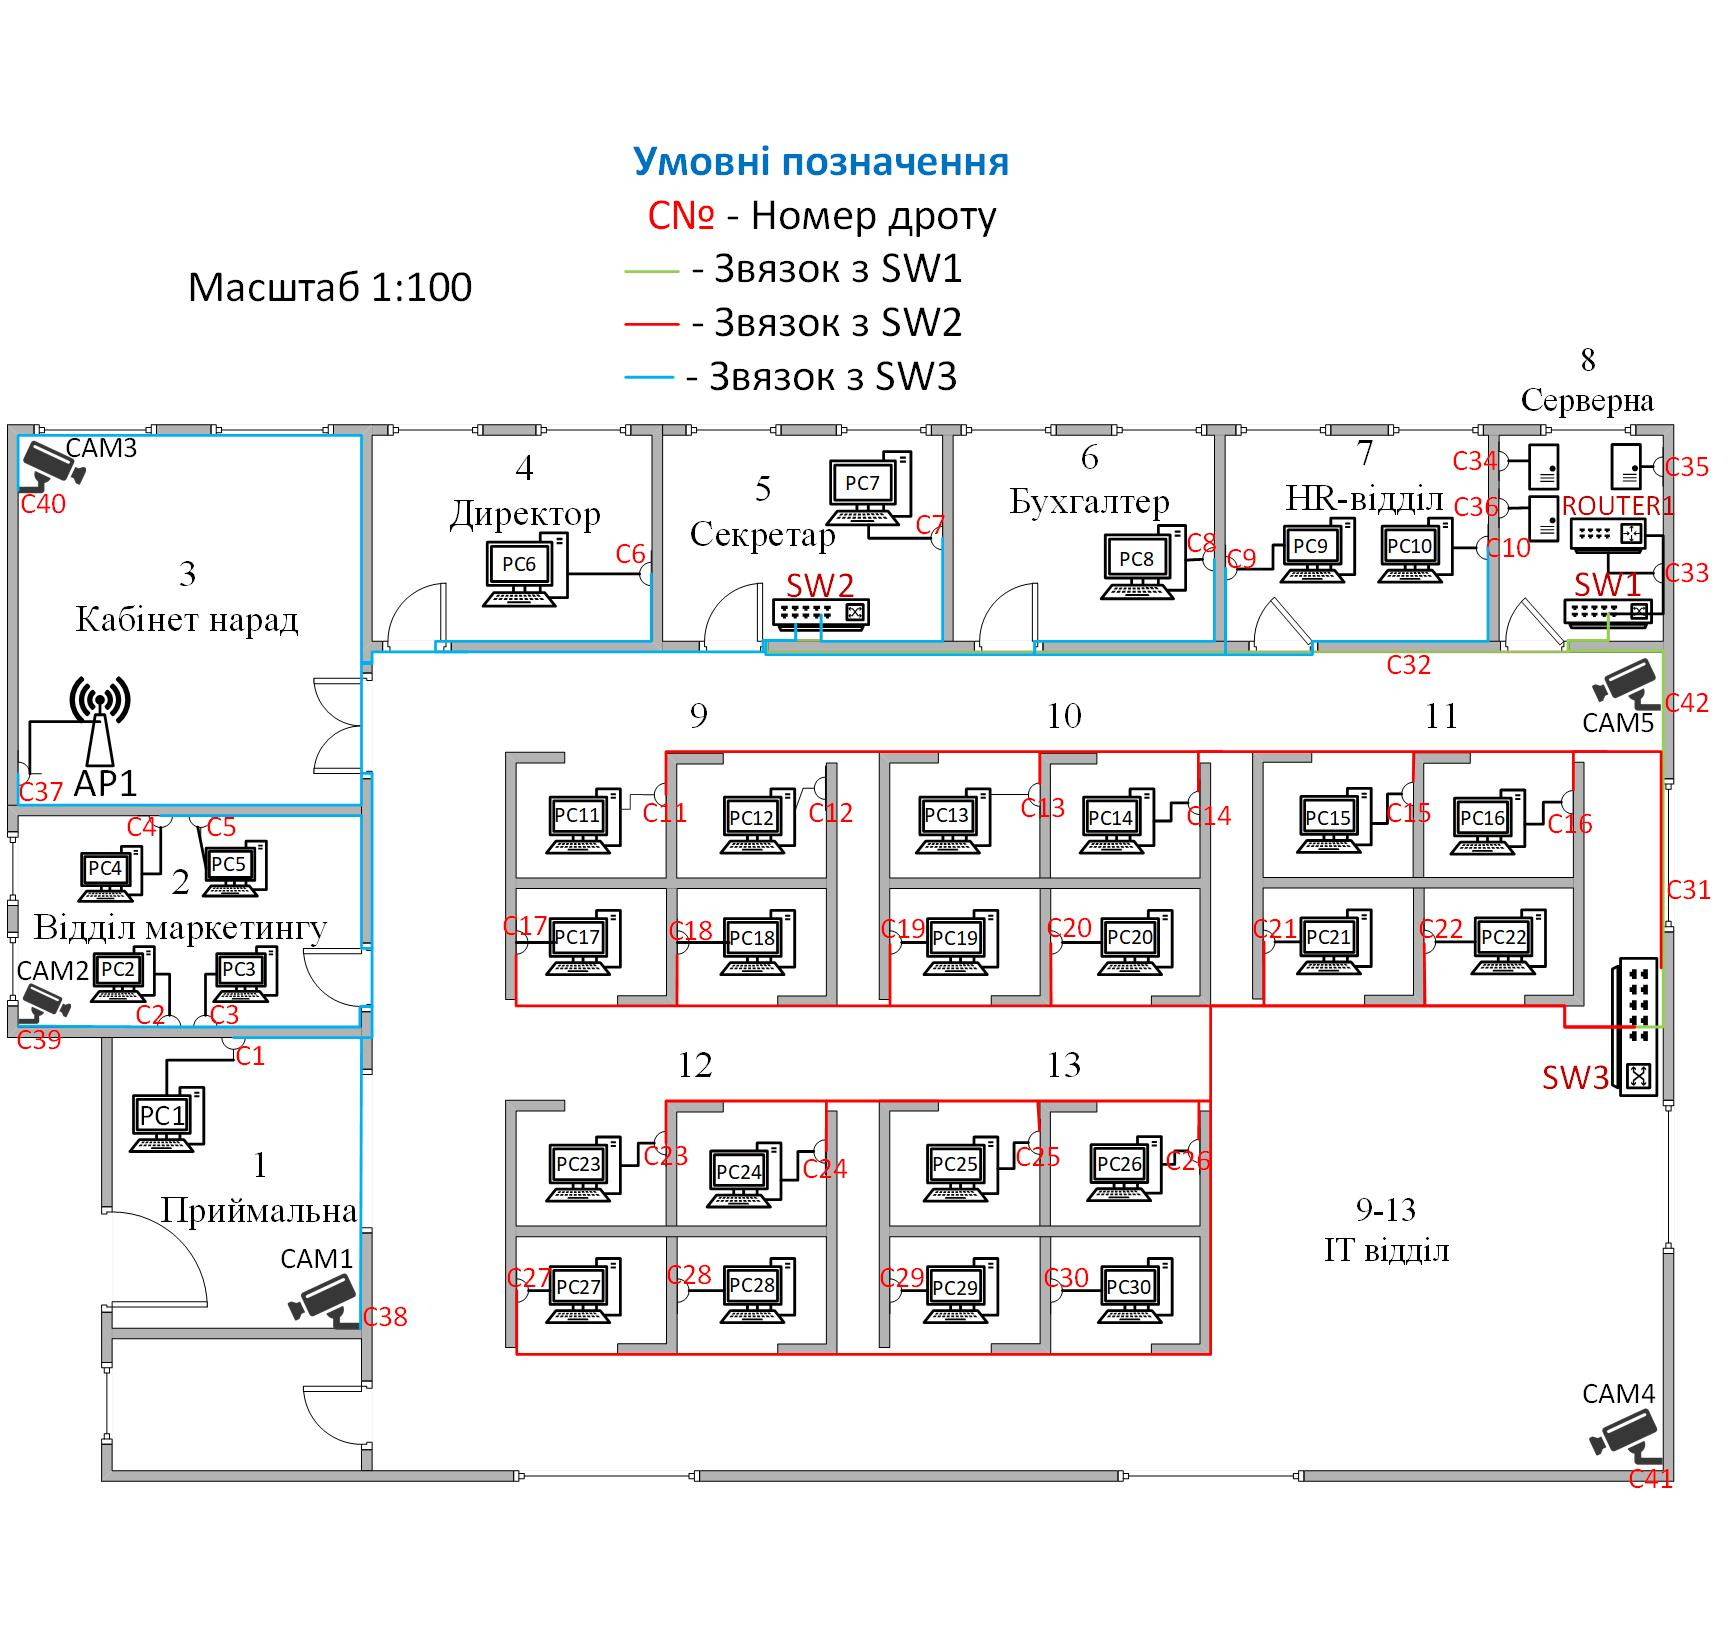 Умовні позначення
C№ - Номер дроту
- Звязок з SW1
- Звязок з SW2
- Звязок з SW3
Масштаб 1:100
8
Серверна
CAM3
C40
3
Кабінет нарад
AP1
C37
4
Директор
PC6
C6
5
Секретар
PC7
C7
SW2
6
Бухгалтер
PC8
C8
7
HR-відділ
C9
PC9
PC10
C10
C34
C35
C36
ROUTER1
C33
SW1
C32
C42
CAM5
C4
C5
PC4
PC5
2
Відділ маркетингу
CAM2
PC2
PC3
C2
C3
C39
C1
PC1
1
Приймальна
CAM1
C38
9
10
11
PC11
C11
PC12
C12
PC13
C13
PC14
C14
PC15
C15
PC16
C16
C31
C17
PC17
C18
PC18
C19
PC19
C20
PC20
C21
PC21
C22
PC22
SW3
12
13
PC23
C23
PC24
C24
PC25
C25
PC26
C26
9-13
ІТ відділ
C27
PC27
C28
PC28
C29
PC29
C30
PC30
CAM4
C41